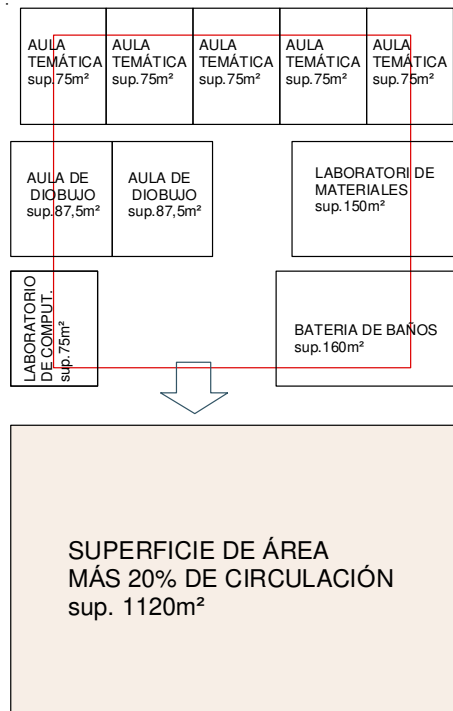 AULA
TEMÁTICA
sup.75m²
AULA
TEMÁTICA
sup.75m²
AULA
TEMÁTICA
sup.75m²
AULA
TEMÁTICA
sup.75m²
AULA
TEMÁTICA
sup.75m²
AULA DE
DIOBUJO
sup.87,5m²
AULA DE
DIOBUJO
sup.87,5m²
LABORATORI DE
MATERIALES
sup.150m²
LABORATORIO
DE COMPUT.
sup.75m²
BATERIA DE BAÑOS
sup.160m²
SUPERFICIE DE ÁREA
MÁS 20% DE CIRCULACIÓN
sup. 1120m²